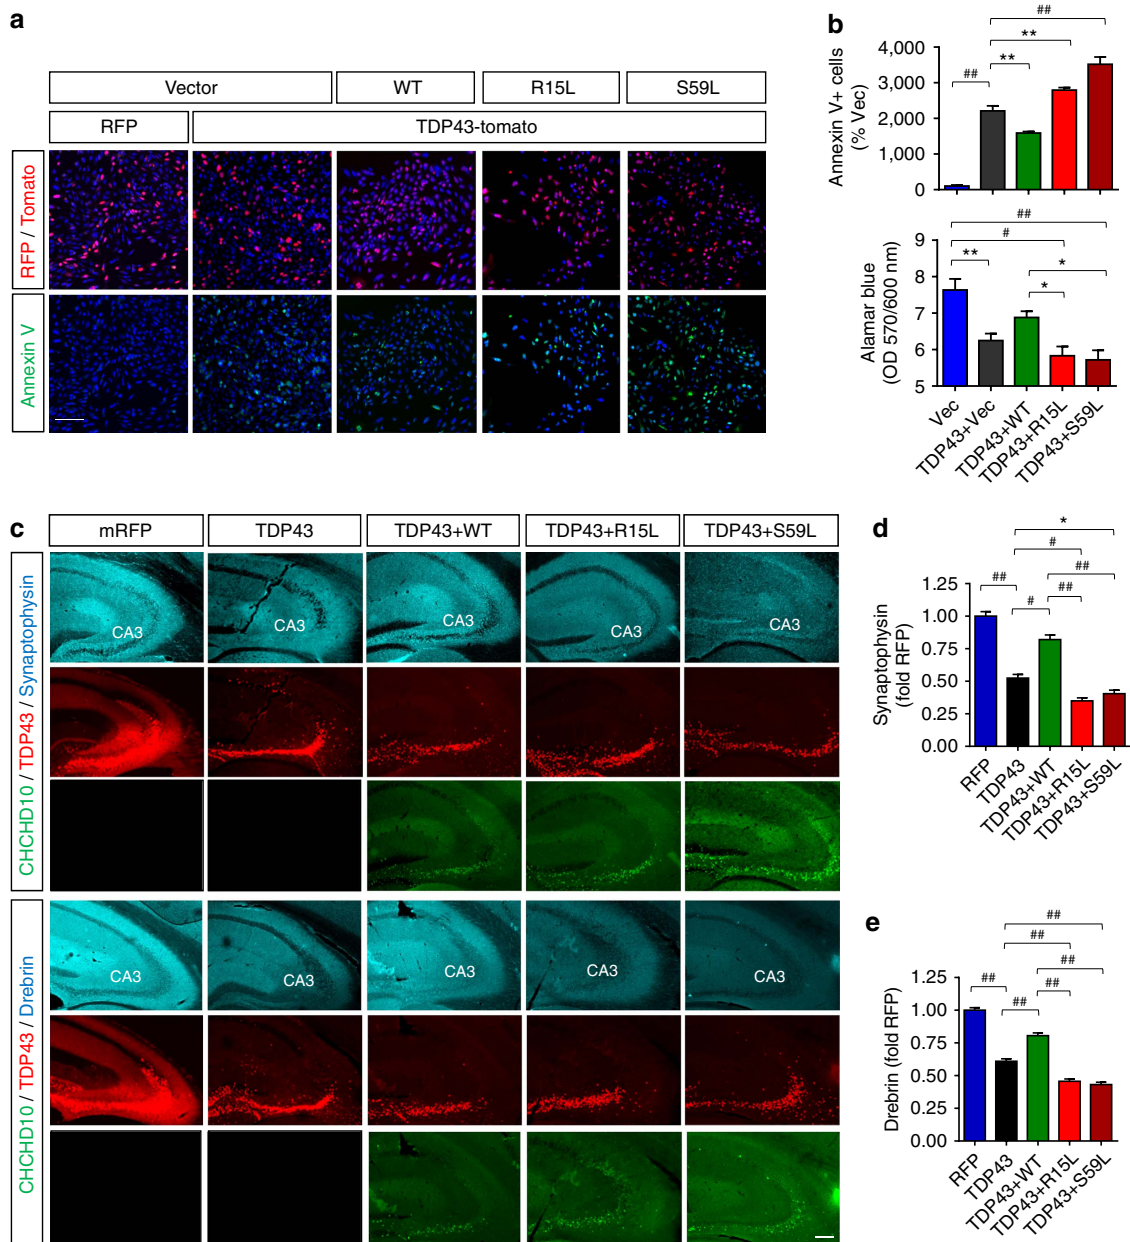 a
Vector
WT
R15L
S59L
RFP
TDP43-tomato
RFP / Tomato
Annexin V
b
Annexin V+ cells
(% Vec)
4,000
3,000
2,000
1,000
0
##
**
**
##
Alamar blue
(OD 570/600 nm)
9
8
7
6
5
##
#
**
*
*
Vec
TDP43+Vec
TDP43+WT
TDP43+R15L
TDP43+S59L
c
mRFP
TDP43
TDP43+WT
TDP43+R15L
TDP43+S59L
CHCHD10 / TDP43 / Synaptophysin
CA3
CA3
CA3
CA3
CA3
CHCHD10 / TDP43 / Drebrin
CA3
CA3
CA3
CA3
CA3
d
Synaptophysin
(fold RFP)
1.25
1.00
0.75
0.50
0.25
0.00
*
#
##
##
##
#
RFP
TDP43
TDP43+WT
TDP43+R15L
TDP43+S59L
e
Drebrin (fold RFP)
1.25
1.00
0.75
0.50
0.25
0.00
##
##
##
##
##
##
RFP
TDP43
TDP43+WT
TDP43+R15L
TDP43+S59L